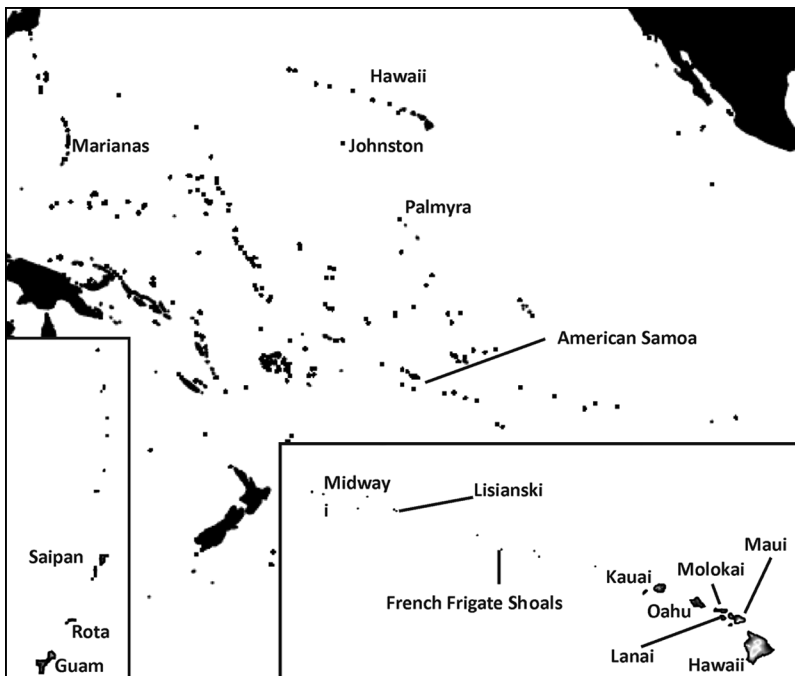 Hawaii
Marianas
Johnston
Palmyra
American Samoa
Midway
i
Lisianski
Saipan
Maui
Molokai
Kauai
French Frigate Shoals
Oahu
Rota
Lanai
Guam
Hawaii